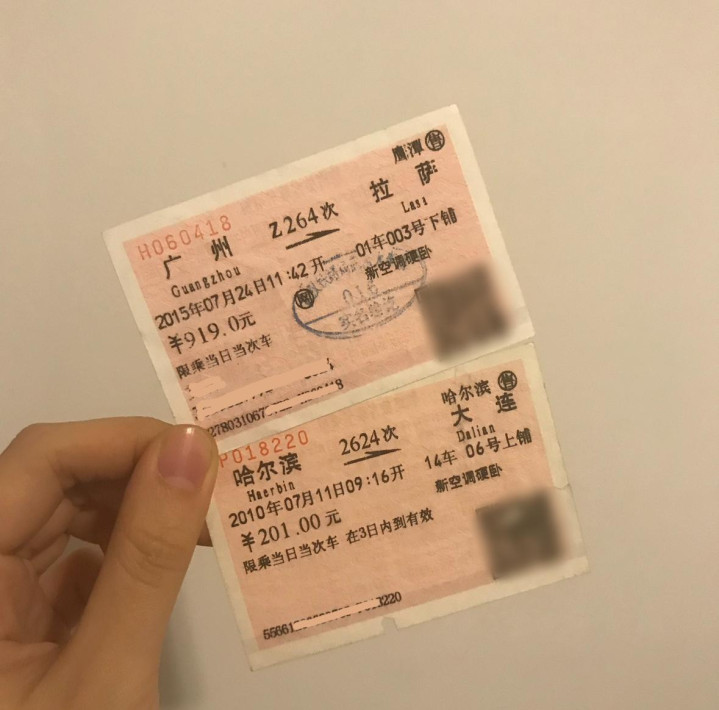 鹰潭 售
H060418
广 州 Z264次 拉 萨
Guangzhou Lasa
2015年07月24日11:42开 01车003号下铺
￥919.0元 网 新空调硬卧
限乘当日当次车
278031067
P018220 哈尔滨 售
哈尔滨 2624次 大 连
Haerbin Dalian
2010年07月11日09:16开 14车 06号上铺
￥201.00元 新空调硬卧
限乘当日当次车 在3日内到有效
55661 3220